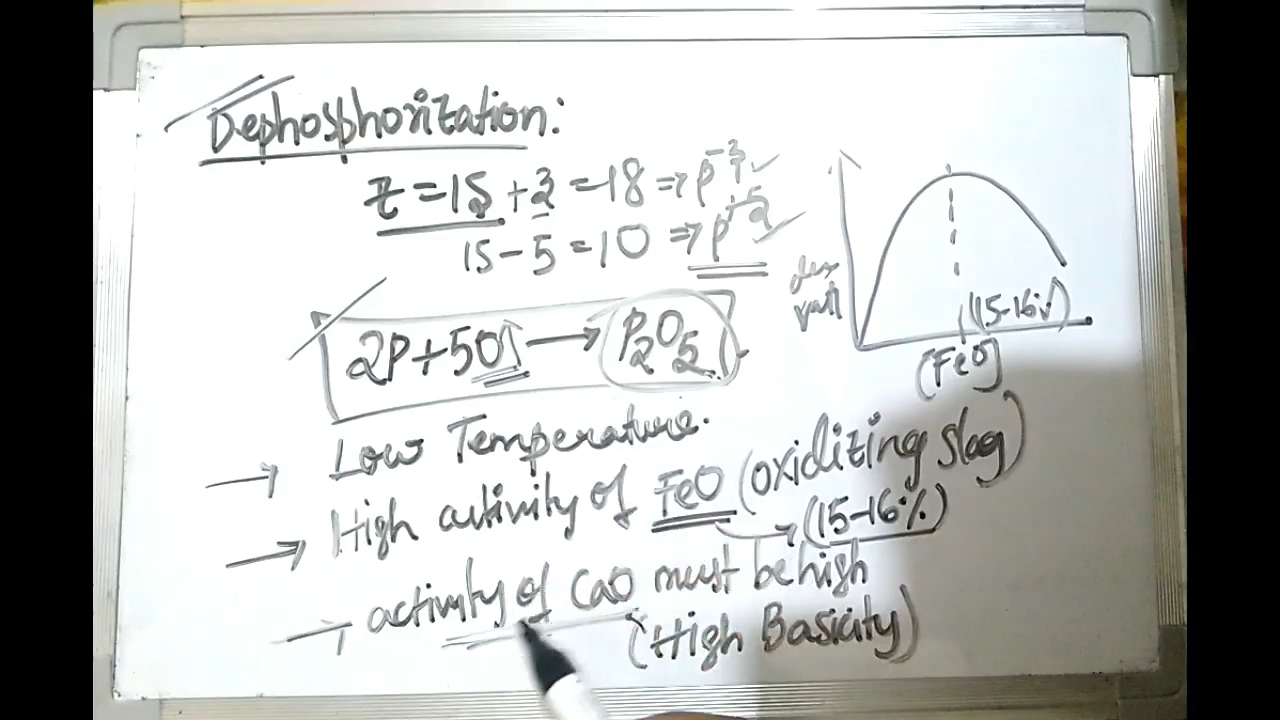 Dephosphorization:
Z = 15 + 3 = 18 ⇒ P⁻³ ✓
15 - 5 = 10 ⇒ P⁺⁵ ✓
2P + 5O → P₂O₅
(15-16%)
[FeO]
→ Low Temperature.
→ High activity of FeO (oxidizing slag)
→ (15-16%)
→ activity of CaO must be high
(High Basicity)